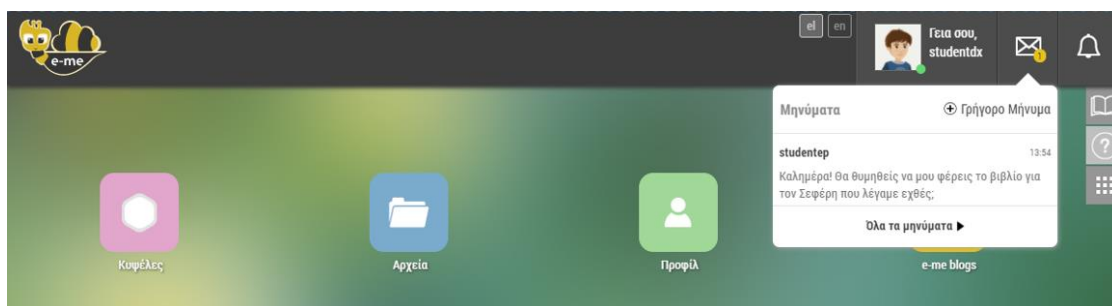 e-me
el en
Γεια σου,
studentdx
1
Μηνύματα
Γρήγορο Μήνυμα
studentep
13:54
Καλημέρα! Θα θυμηθείς να μου φέρεις το βιβλίο για
τον Σεφέρη που λέγαμε εχθές;
Όλα τα μηνύματα
Κυψέλες
Αρχεία
Προφίλ
e-me blogs